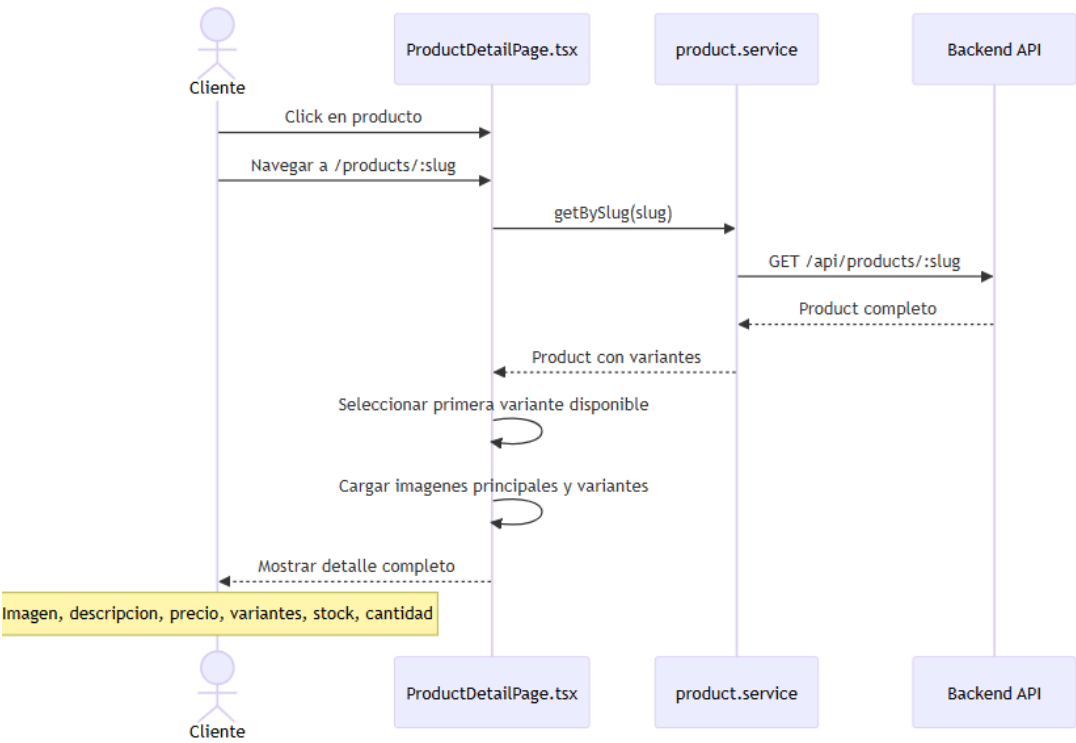 ProductDetailPage.tsx
product.service
Backend API
Cliente
Click en producto
Navegar a /products/:slug
getBySlug(slug)
GET /api/products/:slug
Product completo
Product con variantes
Seleccionar primera variante disponible
Cargar imagenes principales y variantes
Mostrar detalle completo
Imagen, descripcion, precio, variantes, stock, cantidad
ProductDetailPage.tsx
product.service
Backend API
Cliente